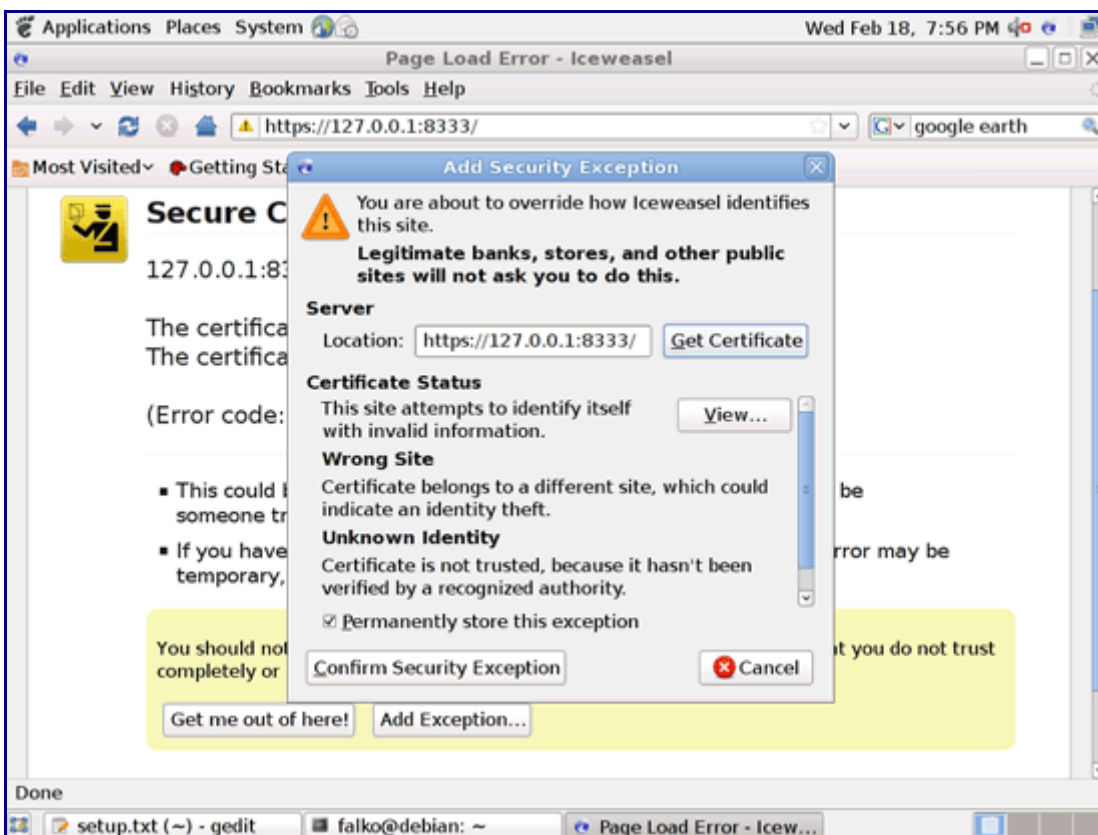 Applications Places System Wed Feb 18, 7:56 PM
Page Load Error - Iceweasel
File Edit View History Bookmarks Tools Help
https://127.0.0.1:8333/ google earth
Most Visited Getting Sta
Add Security Exception
You are about to override how Iceweasel identifies
this site.
Legitimate banks, stores, and other public
sites will not ask you to do this.
Server
Location: https://127.0.0.1:8333/ Get Certificate
Certificate Status
This site attempts to identify itself
with invalid information.
View...
Wrong Site
Certificate belongs to a different site, which could
indicate an identity theft.
Unknown Identity
Certificate is not trusted, because it hasn't been
verified by a recognized authority.
Permanently store this exception
Confirm Security Exception Cancel
Secure C
127.0.0.1:83
The certifica
The certifica
(Error code:
This could b be
someone tr
If you have rror may be
temporary,
You should not t you do not trust
completely or
Get me out of here! Add Exception...
Done
setup.txt (~) - gedit falko@debian: ~ Page Load Error - Icew...